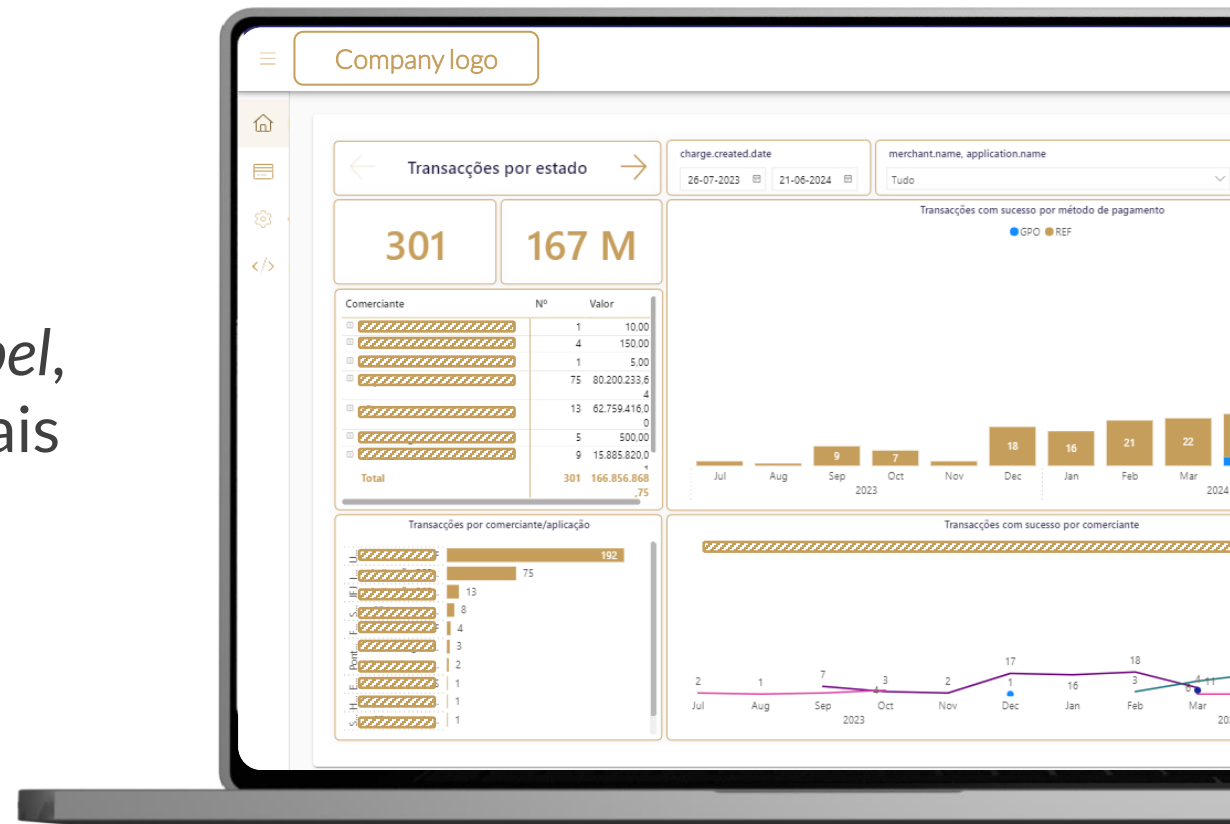 Company logo
Transacções por estado
charge.created.date
26-07-2023
21-06-2024
merchant.name, application.name
Tudo
301
167 M
Transacções com sucesso por método de pagamento
GPO
REF
Comerciante Nº Valor
1 10.00
4 150.00
1 5,00
75 80.200.233,6
4
13 62.759.416,0
0
5 500.00
9 15.885.820,0
Total 301 166.856.868
,75
ais
9 7 18 16 21 22
Jul Aug Sep Oct Nov Dec Jan Feb Mar
2023 2024
Transacções por comerciante/aplicação
192
75
13
8
4
3
2
1
1
1
Transacções com sucesso por comerciante
2 1 7 3 2 17 16 18
4 1 3 4 11
6
Jul Aug Sep Oct Nov Dec Jan Feb Mar
2023